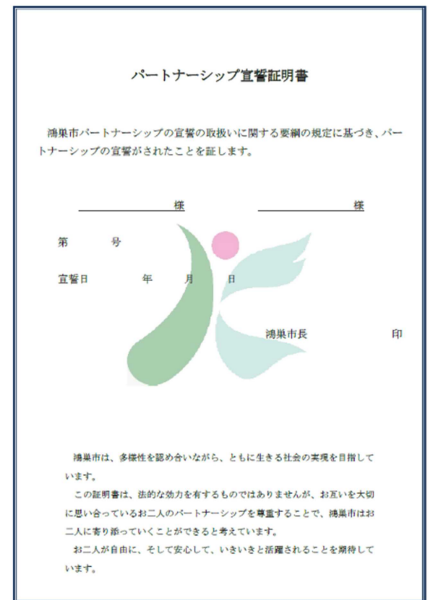 パートナーシップ宣誓証明書
鴻巣市パートナーシップの宣誓の取扱いに関する要綱の規定に基づき、パー
トナーシップの宣誓がされたことを証します。
様 様
第 号
宣誓日 年 月 日
鴻巣市長 印
鴻巣市は、多様性を認め合いながら、ともに生きる社会の実現を目指して
います。
この証明書は、法的な効力を有するものではありませんが、お互いを大切
に思い合っているお二人のパートナーシップを尊重することで、鴻巣市はお
二人に寄り添っていくことができると考えています。
お二人が自由に、そして安心して、いきいきと活躍されることを期待して
います。